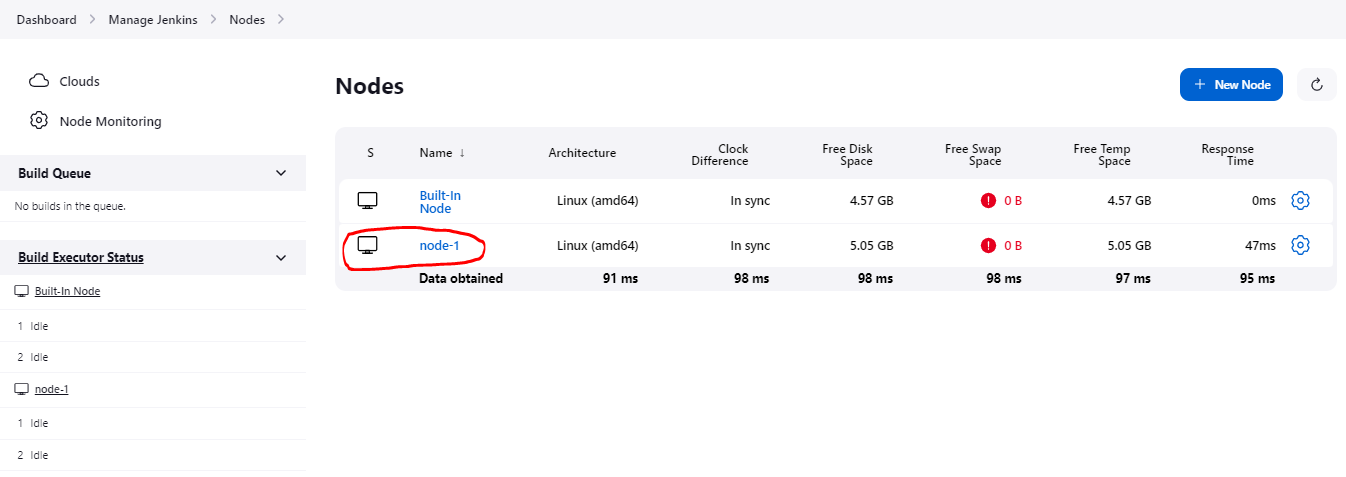 Dashboard > Manage Jenkins > Nodes >
Clouds
Node Monitoring
Build Queue
No builds in the queue.
Build Executor Status
Built-In Node
1 Idle
2 Idle
node-1
1 Idle
2 Idle
Nodes
+ New Node
S Name ↓ Architecture Clock Difference Free Disk Space Free Swap Space Free Temp Space Response Time
Built-In Node Linux (amd64) In sync 4.57 GB ! 0 B 4.57 GB 0ms
node-1 Linux (amd64) In sync 5.05 GB ! 0 B 5.05 GB 47ms
Data obtained 91 ms 98 ms 98 ms 98 ms 97 ms 95 ms